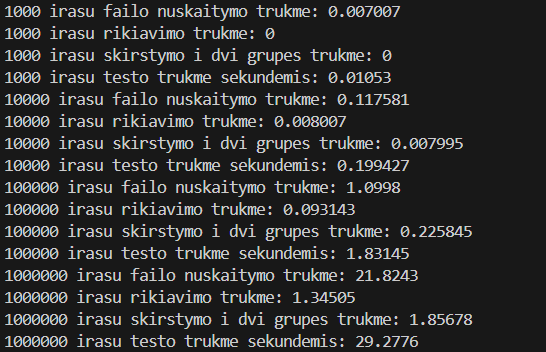 1000 irasu failo nuskaitymo trukme: 0.007007
1000 irasu rikiavimo trukme: 0
1000 irasu skirstymo i dvi grupes trukme: 0
1000 irasu testo trukme sekundemis: 0.01053
10000 irasu failo nuskaitymo trukme: 0.117581
10000 irasu rikiavimo trukme: 0.008007
10000 irasu skirstymo i dvi grupes trukme: 0.007995
10000 irasu testo trukme sekundemis: 0.199427
100000 irasu failo nuskaitymo trukme: 1.0998
100000 irasu rikiavimo trukme: 0.093143
100000 irasu skirstymo i dvi grupes trukme: 0.225845
100000 irasu testo trukme sekundemis: 1.83145
1000000 irasu failo nuskaitymo trukme: 21.8243
1000000 irasu rikiavimo trukme: 1.34505
1000000 irasu skirstymo i dvi grupes trukme: 1.85678
1000000 irasu testo trukme sekundemis: 29.2776